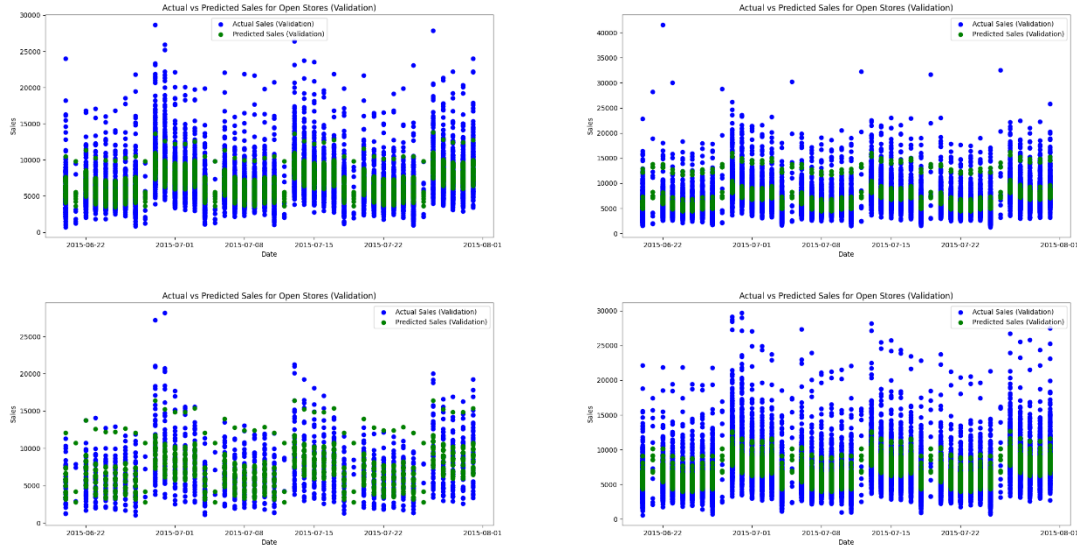 Actual vs Predicted Sales for Open Stores (Validation)
30000
25000
20000
15000
10000
5000
0
Sales
Actual Sales (Validation)
Predicted Sales (Validation)
2015-06-22 2015-07-01 2015-07-08 2015-07-15 2015-07-22 2015-08-01
Date
Actual vs Predicted Sales for Open Stores (Validation)
40000
35000
30000
25000
20000
15000
10000
5000
0
Sales
Actual Sales (Validation)
Predicted Sales (Validation)
2015-06-22 2015-07-01 2015-07-08 2015-07-15 2015-07-22 2015-08-01
Date
Actual vs Predicted Sales for Open Stores (Validation)
25000
20000
15000
10000
5000
0
Sales
Actual Sales (Validation)
Predicted Sales (Validation)
2015-06-22 2015-07-01 2015-07-08 2015-07-15 2015-07-22 2015-08-01
Date
Actual vs Predicted Sales for Open Stores (Validation)
30000
25000
20000
15000
10000
5000
0
Sales
Actual Sales (Validation)
Predicted Sales (Validation)
2015-06-22 2015-07-01 2015-07-08 2015-07-15 2015-07-22 2015-08-01
Date